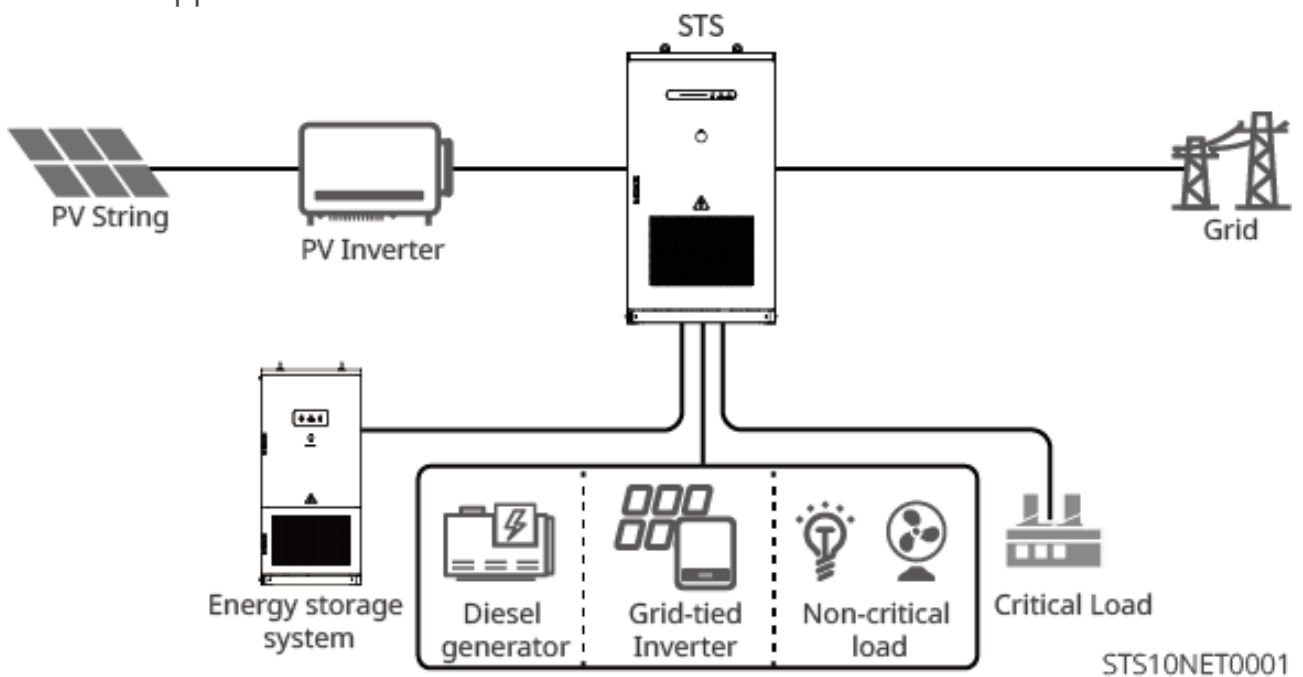 STS
PV String
PV Inverter
Grid
Energy storage
system
Diesel
generator
Grid-tied
Inverter
Non-critical
load
Critical Load
STS10NET0001